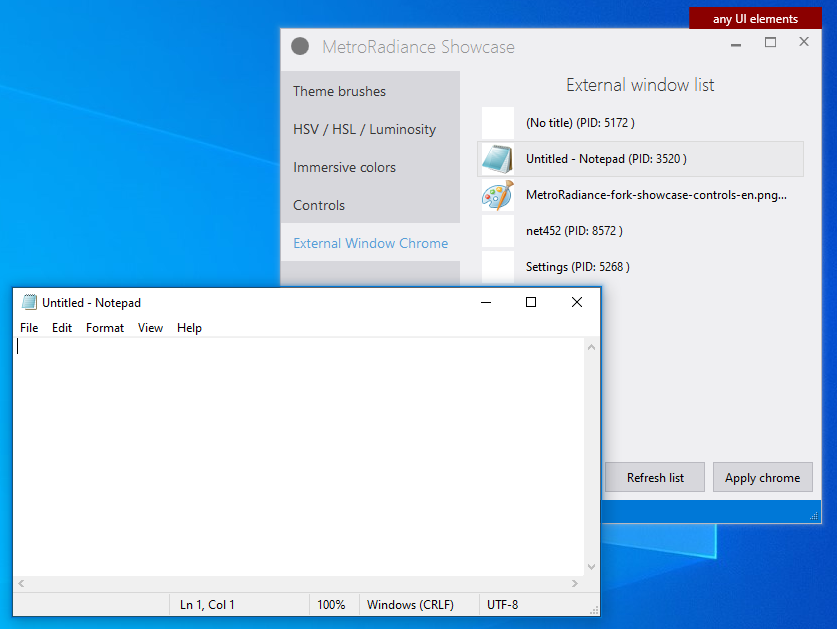 any UI elements
MetroRadiance Showcase
Theme brushes
HSV / HSL / Luminosity
Immersive colors
Controls
External Window Chrome
External window list
(No title) (PID: 5172 )
Untitled - Notepad (PID: 3520 )
MetroRadiance-fork-showcase-controls-en.png...
net452 (PID: 8572 )
Settings (PID: 5268 )
Refresh list
Apply chrome
Untitled - Notepad
File Edit Format View Help
Ln 1, Col 1 100% Windows (CRLF) UTF-8